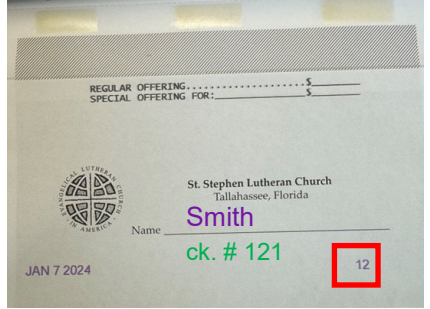 REGULAR OFFERING..................$
SPECIAL OFFERING FOR: $
EVANGELICAL LUTHERAN CHURCH IN AMERICA
St. Stephen Lutheran Church
Tallahassee, Florida
Name Smith
ck. # 121
JAN 7 2024
12